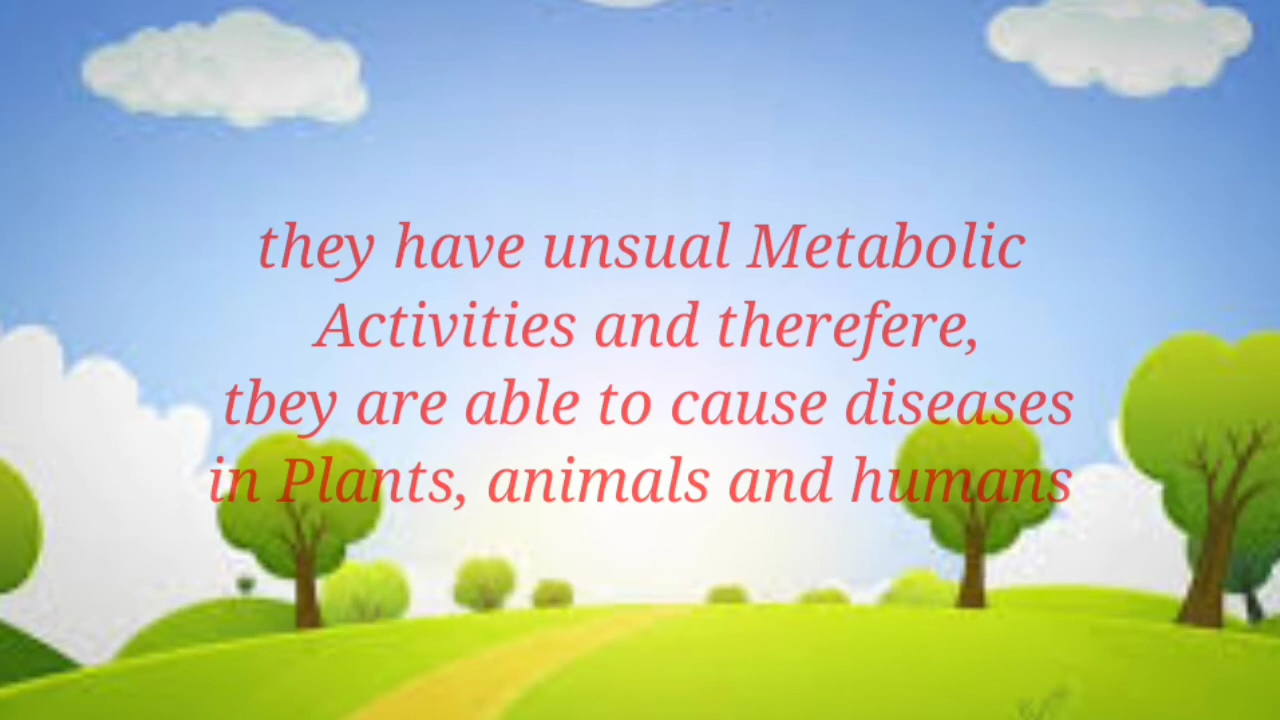 they have unsual Metabolic
Activities and therefere,
tbey are able to cause diseases
in Plants, animals and humans